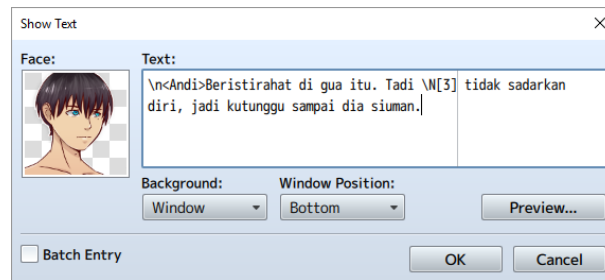 Show Text
Face:
Text:
\n<Andi>Beristirahat di gua itu. Tadi \N[3] tidak sadarkan
diri, jadi kutunggu sampai dia siuman.
Background:
Window Position:
Window
Bottom
Preview...
Batch Entry
OK
Cancel